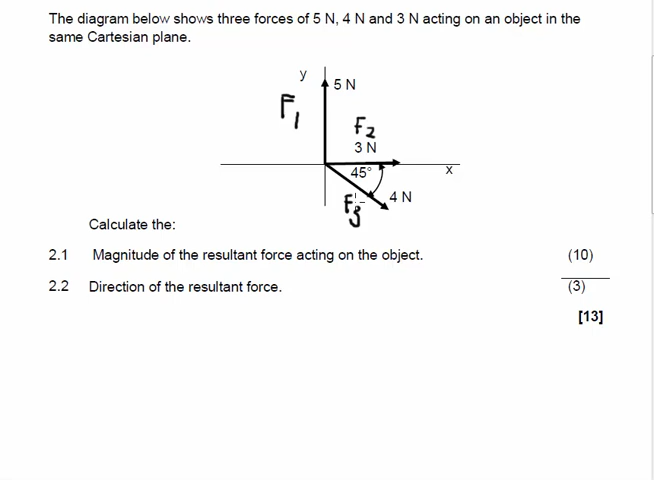 The diagram below shows three forces of 5 N, 4 N and 3 N acting on an object in the
same Cartesian plane.
y
5 N
F1
F2
3 N
45°
x
4 N
F3
Calculate the:
2.1 Magnitude of the resultant force acting on the object. (10)
2.2 Direction of the resultant force. (3)
[13]